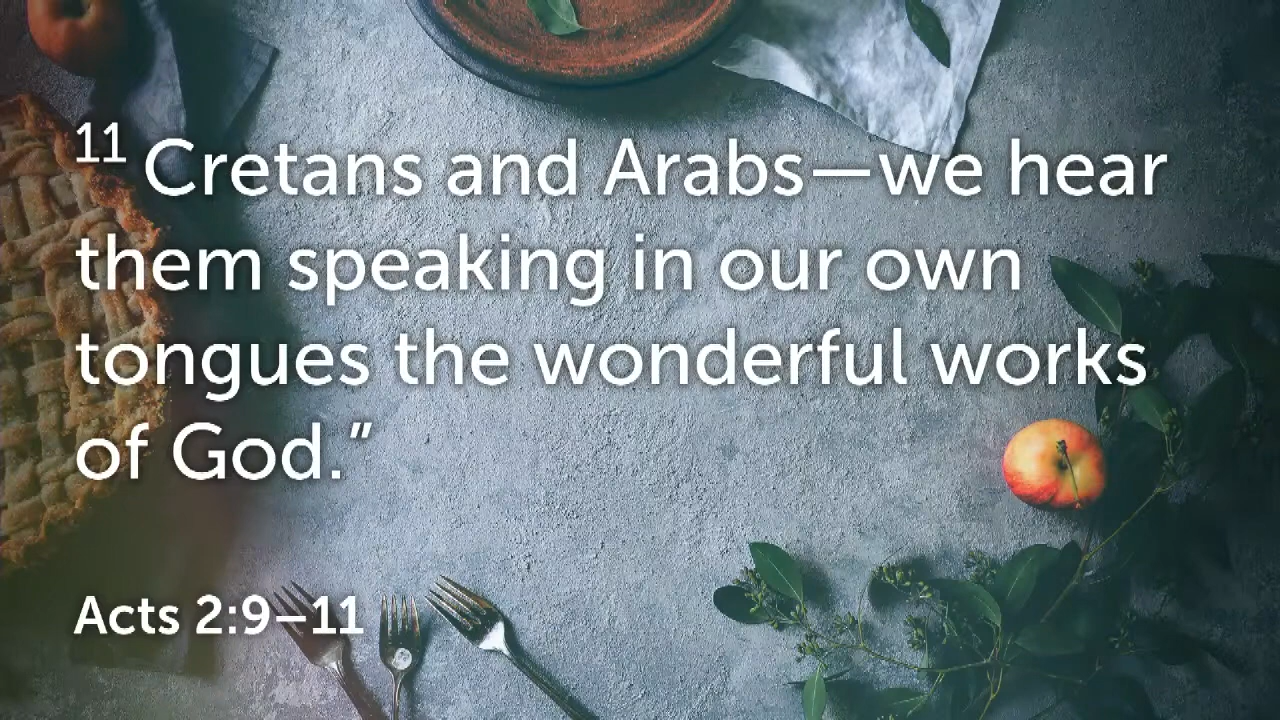 11 Cretans and Arabs—we hear
them speaking in our own
tongues the wonderful works
of God.”
Acts 2:9–11